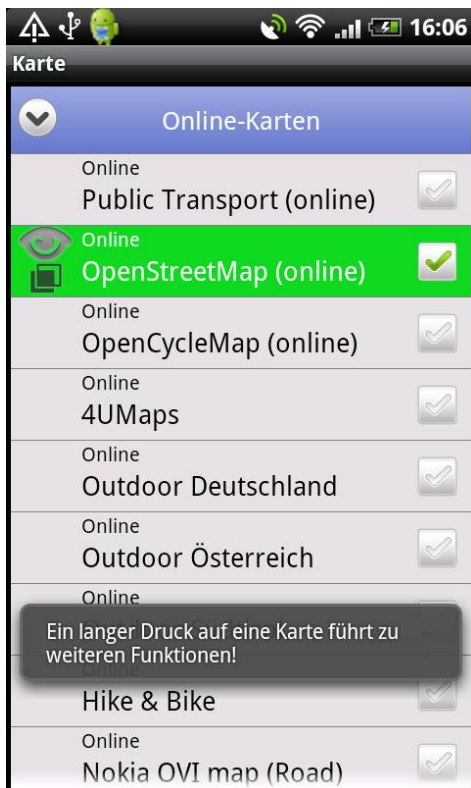 16:06
Karte
Online-Karten
Online
Public Transport (online)
Online
OpenStreetMap (online)
Online
OpenCycleMap (online)
Online
4UMaps
Online
Outdoor Deutschland
Online
Outdoor Österreich
Online
Ein langer Druck auf eine Karte führt zu
weiteren Funktionen!
Online
Hike & Bike
Online
Nokia OVI map (Road)